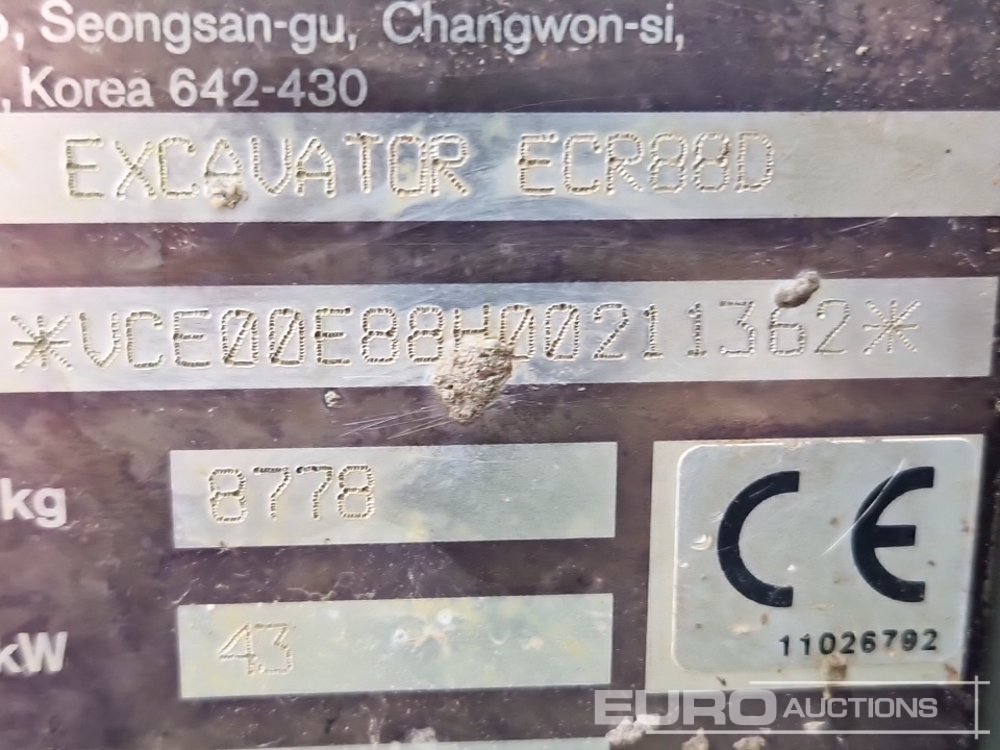 Seongsan-gu, Changwon-si,
, Korea 642-430
EXCAVATOR ECR88D
*VCE00E88H00211362*
kg 8778
kW 43
CE
11026792
EURO AUCTIONS